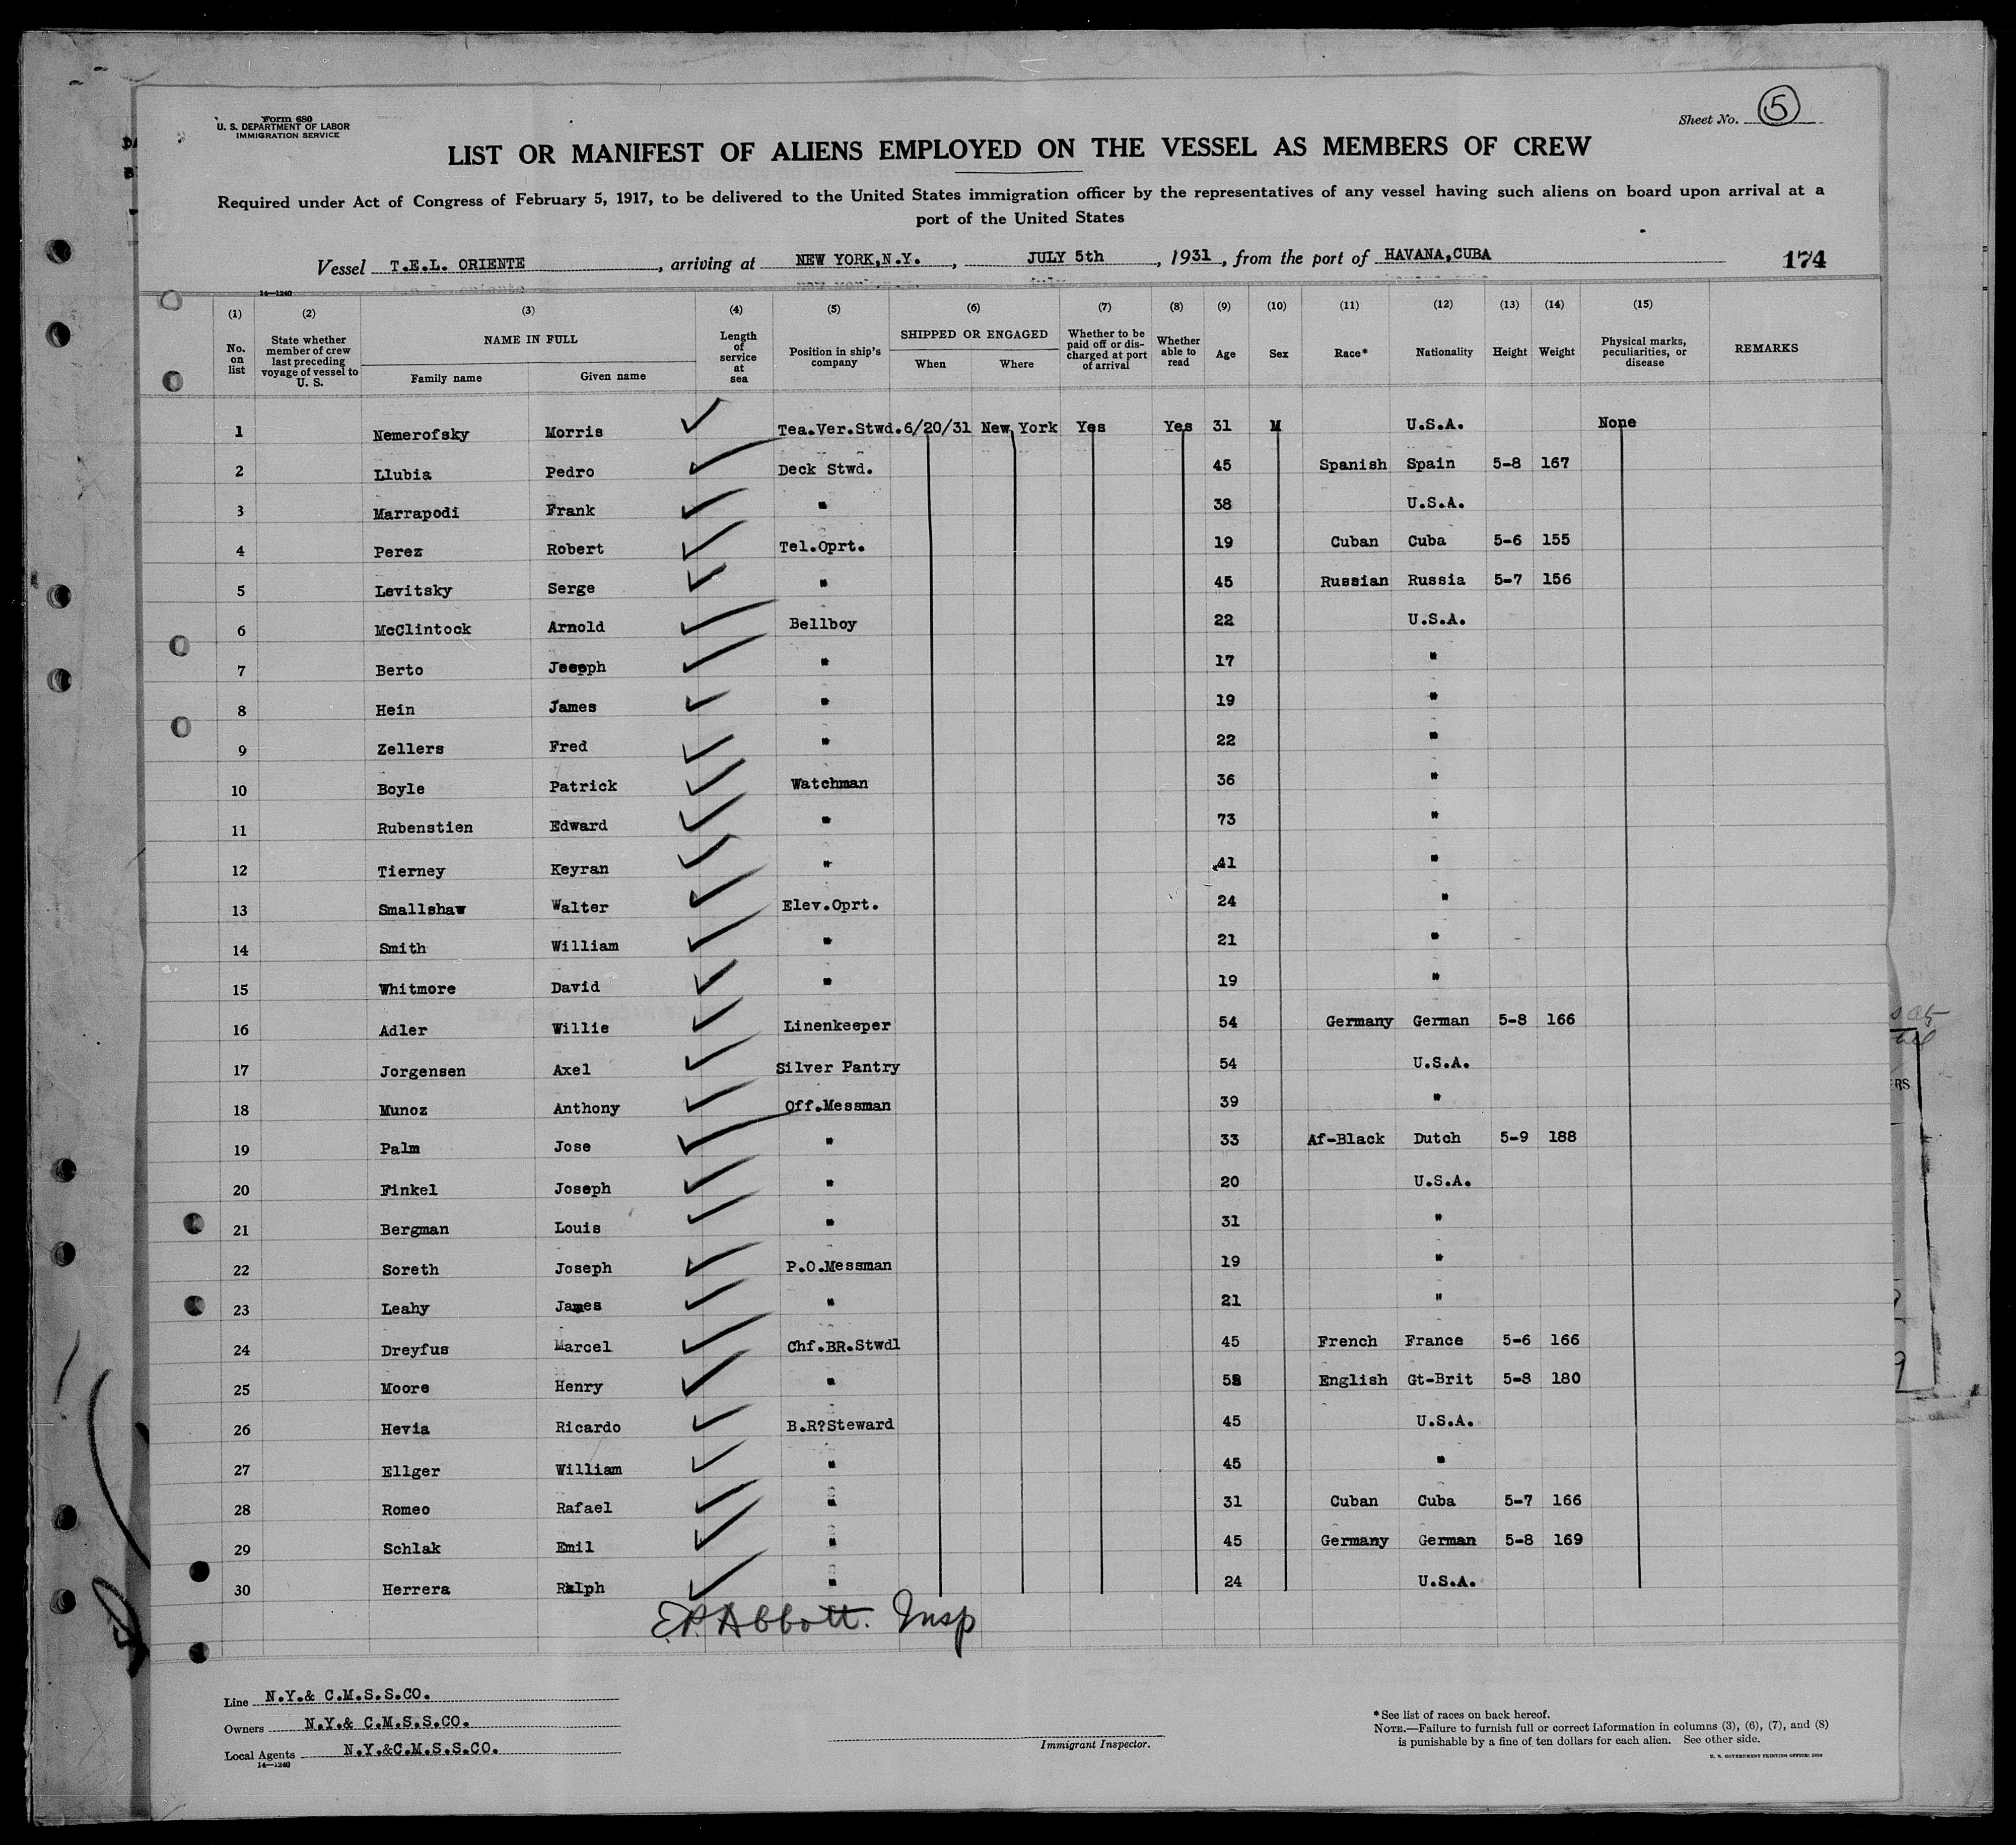 Form 680
U. S. DEPARTMENT OF LABOR
IMMIGRATION SERVICE
Sheet No. 5
LIST OR MANIFEST OF ALIENS EMPLOYED ON THE VESSEL AS MEMBERS OF CREW
Required under Act of Congress of February 5, 1917, to be delivered to the United States immigration officer by the representatives of any vessel having such aliens on board upon arrival at a
port of the United States
Vessel T.E.L. ORIENTE, arriving at NEW YORK,N.Y., JULY 5th, 1931, from the port of HAVANA,CUBA 174
14—1240
(1) (2) (3) (4) (5) (6) (7) (8) (9) (10) (11) (12) (13) (14) (15)
No. on list
State whether member of crew last preceding voyage of vessel to U. S.
NAME IN FULL
Family name Given name
Length of service at sea
Position in ship's company
SHIPPED OR ENGAGED
When Where
Whether to be paid off or discharged at port of arrival
Whether able to read
Age
Sex
Race*
Nationality
Height
Weight
Physical marks, peculiarities, or disease
REMARKS
1 Nemerofsky Morris Tea.Ver.Stwd. 6/20/31 New York Yes Yes 31 M U.S.A. None
2 Llubia Pedro Deck Stwd. 45 Spanish Spain 5-8 167
3 Marrapodi Frank " 38 U.S.A.
4 Perez Robert Tel.Oprt. 19 Cuban Cuba 5-6 155
5 Levitsky Serge " 45 Russian Russia 5-7 156
6 McClintock Arnold Bellboy 22 U.S.A.
7 Berto Joseph " 17 "
8 Hein James " 19 "
9 Zellers Fred " 22 "
10 Boyle Patrick Watchman 36 "
11 Rubenstien Edward " 73 "
12 Tierney Keyran " 41 "
13 Smallshaw Walter Elev.Oprt. 24 "
14 Smith William " 21 "
15 Whitmore David " 19 "
16 Adler Willie Linenkeeper 54 Germany German 5-8 166
17 Jorgensen Axel Silver Pantry 54 U.S.A.
18 Munoz Anthony Off.Messman 39 "
19 Palm Jose " 33 Af-Black Dutch 5-9 188
20 Finkel Joseph " 20 U.S.A.
21 Bergman Louis " 31 "
22 Soreth Joseph P.O.Messman 19 "
23 Leahy James " 21 "
24 Dreyfus Marcel Chf.BR.Stwdl 45 French France 5-6 166
25 Moore Henry " English Gt-Brit 5-8 180
26 Hevia Ricardo B.R?Steward 45 U.S.A.
27 Ellger William " 45 "
28 Romeo Rafael " 31 Cuban Cuba 5-7 166
29 Schlak Emil " 45 Germany German 5-8 169
30 Herrera Ralph " 24 U.S.A.
E.P. Abbott. Insp
Line N.Y.& C.M.S.S.CO.
Owners N.Y.& C.M.S.S.CO.
Local Agents N.Y.&C.M.S.S.CO.
14—1240
Immigrant Inspector.
*See list of races on back hereof.
NOTE.—Failure to furnish full or correct information in columns (3), (6), (7), and (8)
is punishable by a fine of ten dollars for each alien. See other side.